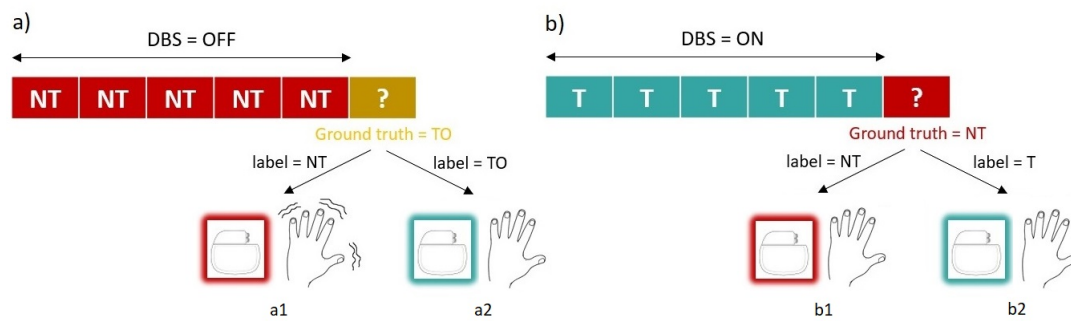 a)
DBS = OFF
NT NT NT NT NT ?
Ground truth = TO
label = NT
label = TO
a1
a2
b)
DBS = ON
T T T T T ?
Ground truth = NT
label = NT
label = T
b1
b2